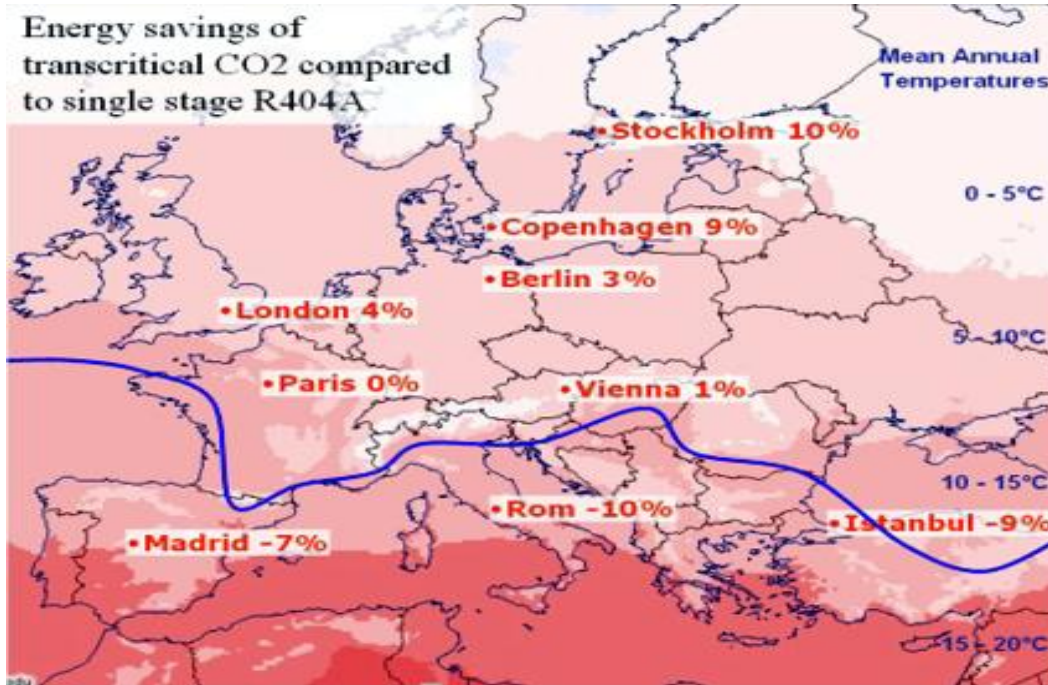 Energy savings of
transcritical CO2 compared
to single stage R404A
Mean Annual
Temperatures
•Stockholm 10%
0 - 5°C
•Copenhagen 9%
•Berlin 3%
•London 4%
5 - 10°C
•Paris 0%
•Vienna 1%
10 - 15°C
•Rom -10%
•Istanbul -9%
•Madrid -7%
15 - 20°C